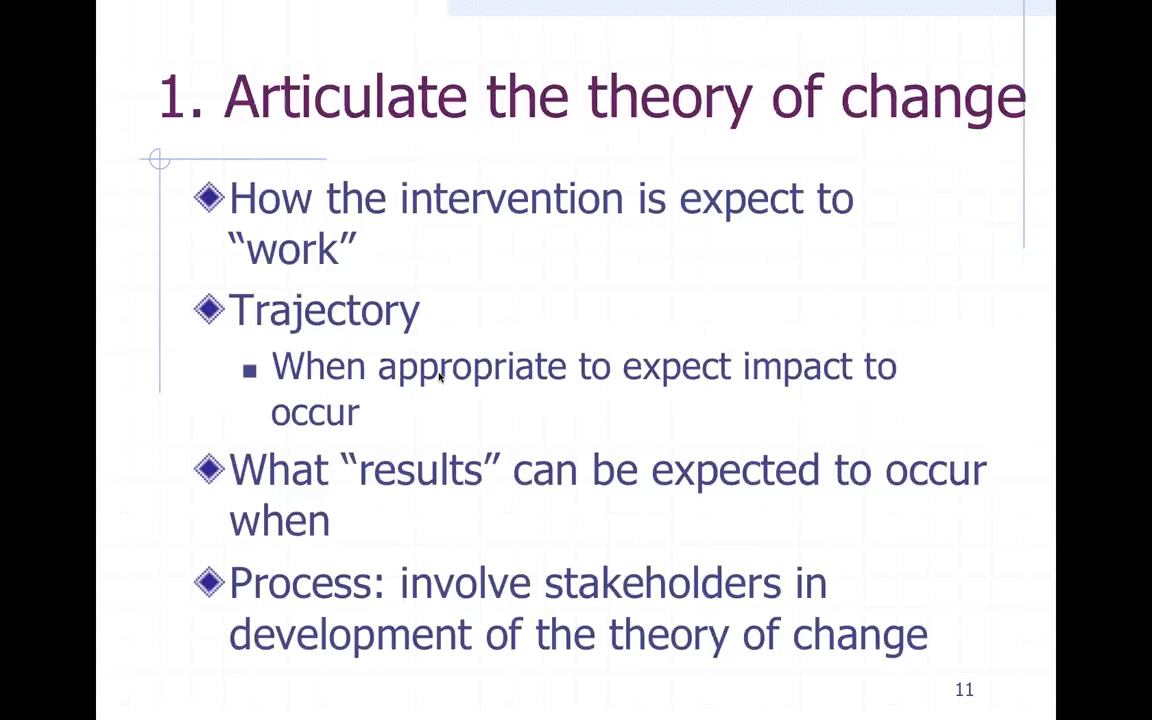 1. Articulate the theory of change
How the intervention is expect to
“work”
Trajectory
When appropriate to expect impact to
occur
What “results” can be expected to occur
when
Process: involve stakeholders in
development of the theory of change
11